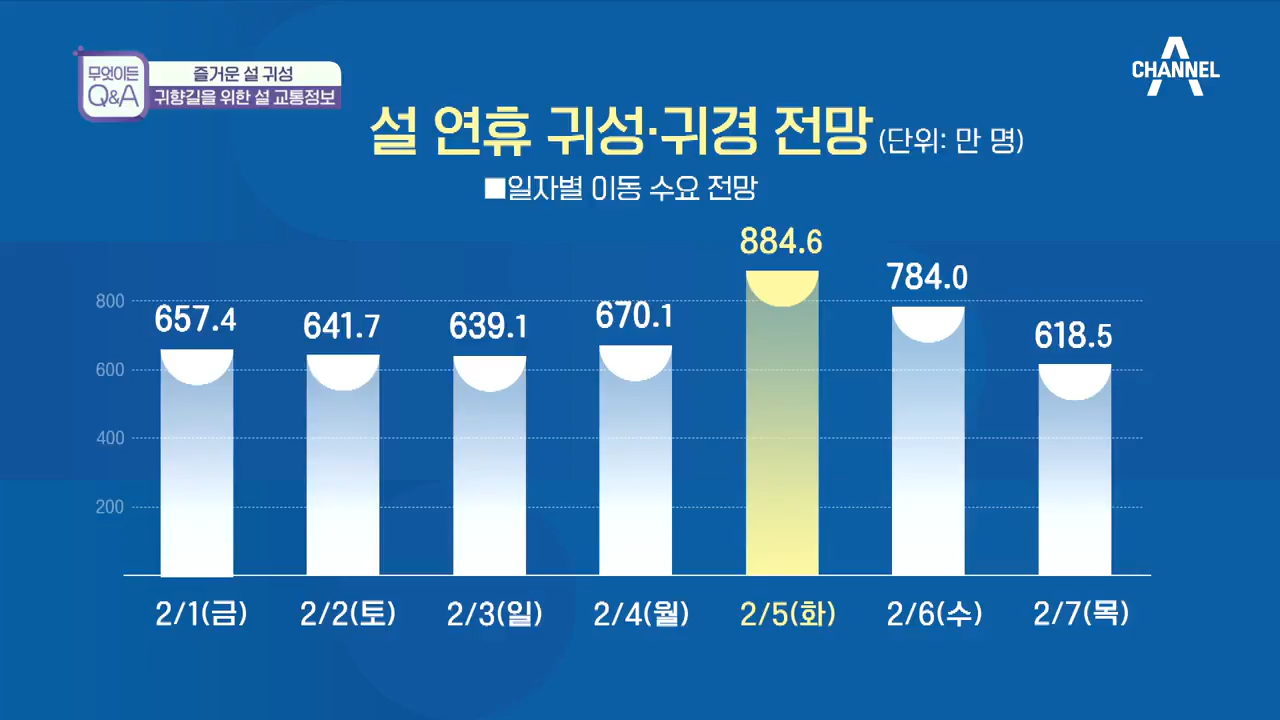 무엇이든
Q&A
즐거운 설 귀성
귀향길을 위한 설 교통정보
CHANNEL A
설 연휴 귀성·귀경 전망 (단위: 만 명)
■일자별 이동 수요 전망
800
600
400
200
657.4
641.7
639.1
670.1
884.6
784.0
618.5
2/1(금)
2/2(토)
2/3(일)
2/4(월)
2/5(화)
2/6(수)
2/7(목)